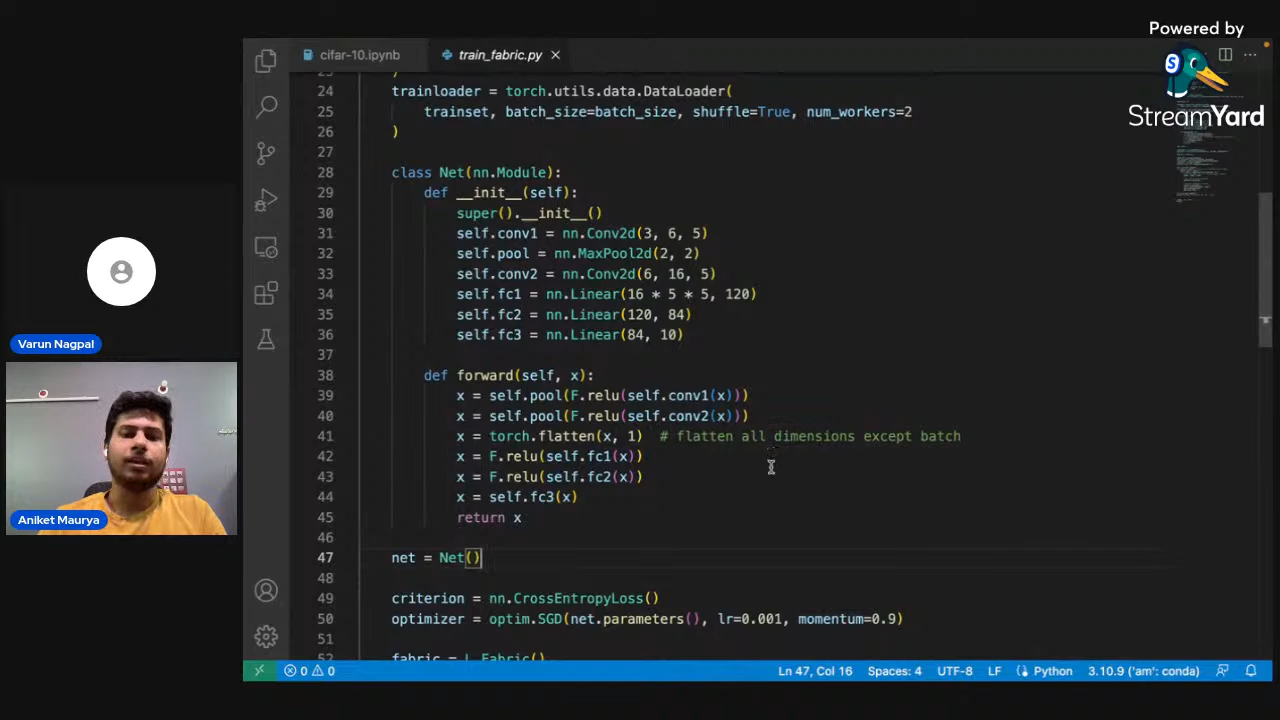 Powered by
StreamYard
cifar-10.ipynb
train_fabric.py
24 trainloader = torch.utils.data.DataLoader(
25 trainset, batch_size=batch_size, shuffle=True, num_workers=2
26 )
27
28 class Net(nn.Module):
29 def __init__(self):
30 super().__init__()
31 self.conv1 = nn.Conv2d(3, 6, 5)
32 self.pool = nn.MaxPool2d(2, 2)
33 self.conv2 = nn.Conv2d(6, 16, 5)
34 self.fc1 = nn.Linear(16 * 5 * 5, 120)
35 self.fc2 = nn.Linear(120, 84)
36 self.fc3 = nn.Linear(84, 10)
37
38 def forward(self, x):
39 x = self.pool(F.relu(self.conv1(x)))
40 x = self.pool(F.relu(self.conv2(x)))
41 x = torch.flatten(x, 1) # flatten all dimensions except batch
42 x = F.relu(self.fc1(x))
43 x = F.relu(self.fc2(x))
44 x = self.fc3(x)
45 return x
46
47 net = Net()
48
49 criterion = nn.CrossEntropyLoss()
50 optimizer = optim.SGD(net.parameters(), lr=0.001, momentum=0.9)
51
52 fabric = L.Fabric()
Varun Nagpal
Aniket Maurya
0 0
Ln 47, Col 16
Spaces: 4
UTF-8
LF
Python
3.10.9 ('am': conda)